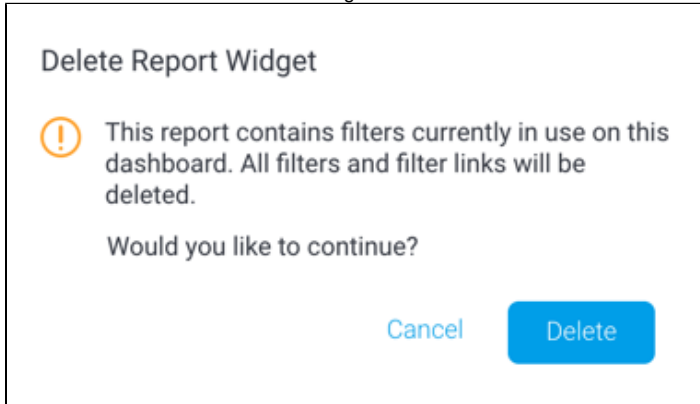 Delete Report Widget
This report contains filters currently in use on this
dashboard. All filters and filter links will be
deleted.
Would you like to continue?
Cancel
Delete